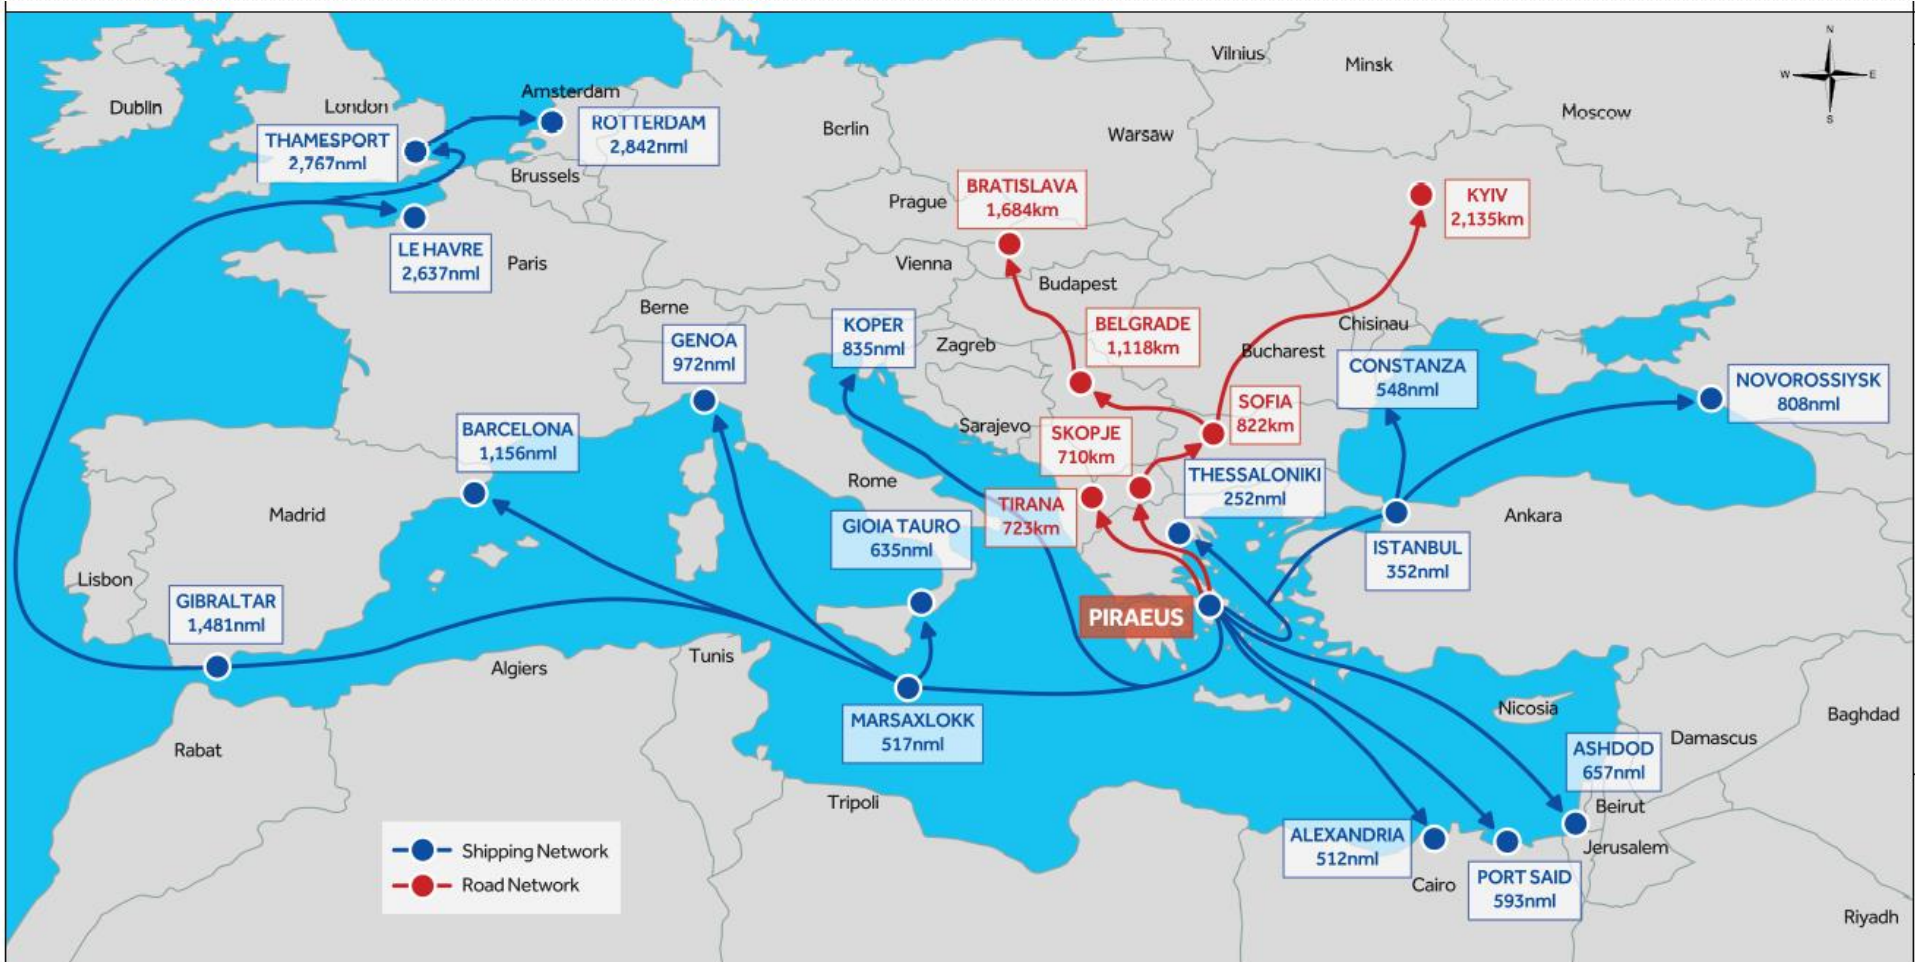 N
W
E
S
Vilnius
Minsk
Moscow
Dublin
London
Amsterdam
THAMESPORT
2,767nml
ROTTERDAM
2,842nml
Berlin
Warsaw
Brussels
BRATISLAVA
1,684km
KYIV
2,135km
Prague
LE HAVRE
2,637nml
Paris
Vienna
Budapest
Berne
GENOA
972nml
KOPER
835nml
Zagreb
BELGRADE
1,118km
Chisinau
Bucharest
CONSTANZA
548nml
NOVOROSSIYSK
808nml
BARCELONA
1,156nml
Sarajevo
SKOPJE
710km
SOFIA
822km
Rome
THESSALONIKI
252nml
TIRANA
723km
Madrid
GIOIA TAURO
635nml
Ankara
ISTANBUL
352nml
Lisbon
GIBRALTAR
1,481nml
PIRAEUS
Algiers
Tunis
MARSAXLOKK
517nml
Nicosia
Baghdad
Rabat
Damascus
ASHDOD
657nml
Tripoli
Beirut
ALEXANDRIA
512nml
Jerusalem
Cairo
PORT SAID
593nml
Riyadh
Shipping Network
Road Network